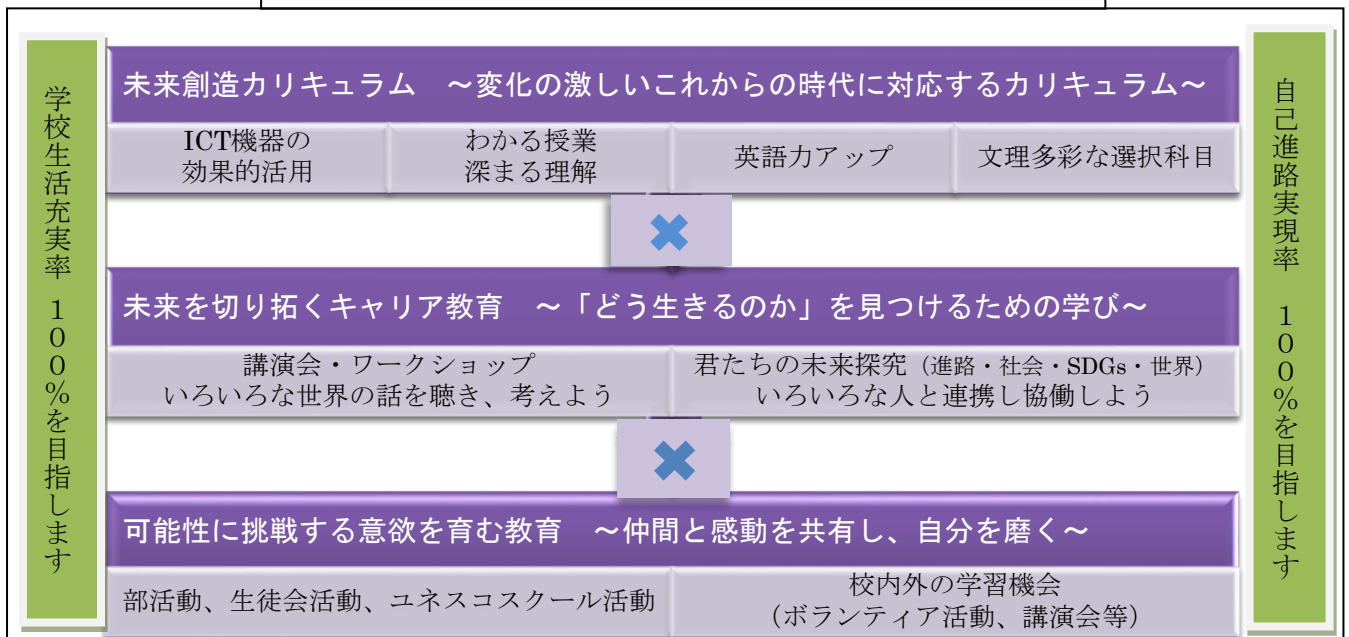 学校生活充実率 100%を目指します
未来創造カリキュラム ～変化の激しいこれからの時代に対応するカリキュラム～
ICT機器の
効果的活用
わかる授業
深まる理解
英語力アップ
文理多彩な選択科目
未来を切り拓くキャリア教育 ～「どう生きるのか」を見つけるための学び～
講演会・ワークショップ
いろいろな世界の話を聴き、考えよう
君たちの未来探究（進路・社会・SDGs・世界）
いろいろな人と連携し協働しよう
可能性に挑戦する意欲を育む教育 ～仲間と感動を共有し、自分を磨く～
部活動、生徒会活動、ユネスコスクール活動
校内外の学習機会
（ボランティア活動、講演会等）
自己進路実現率 100%を目指します